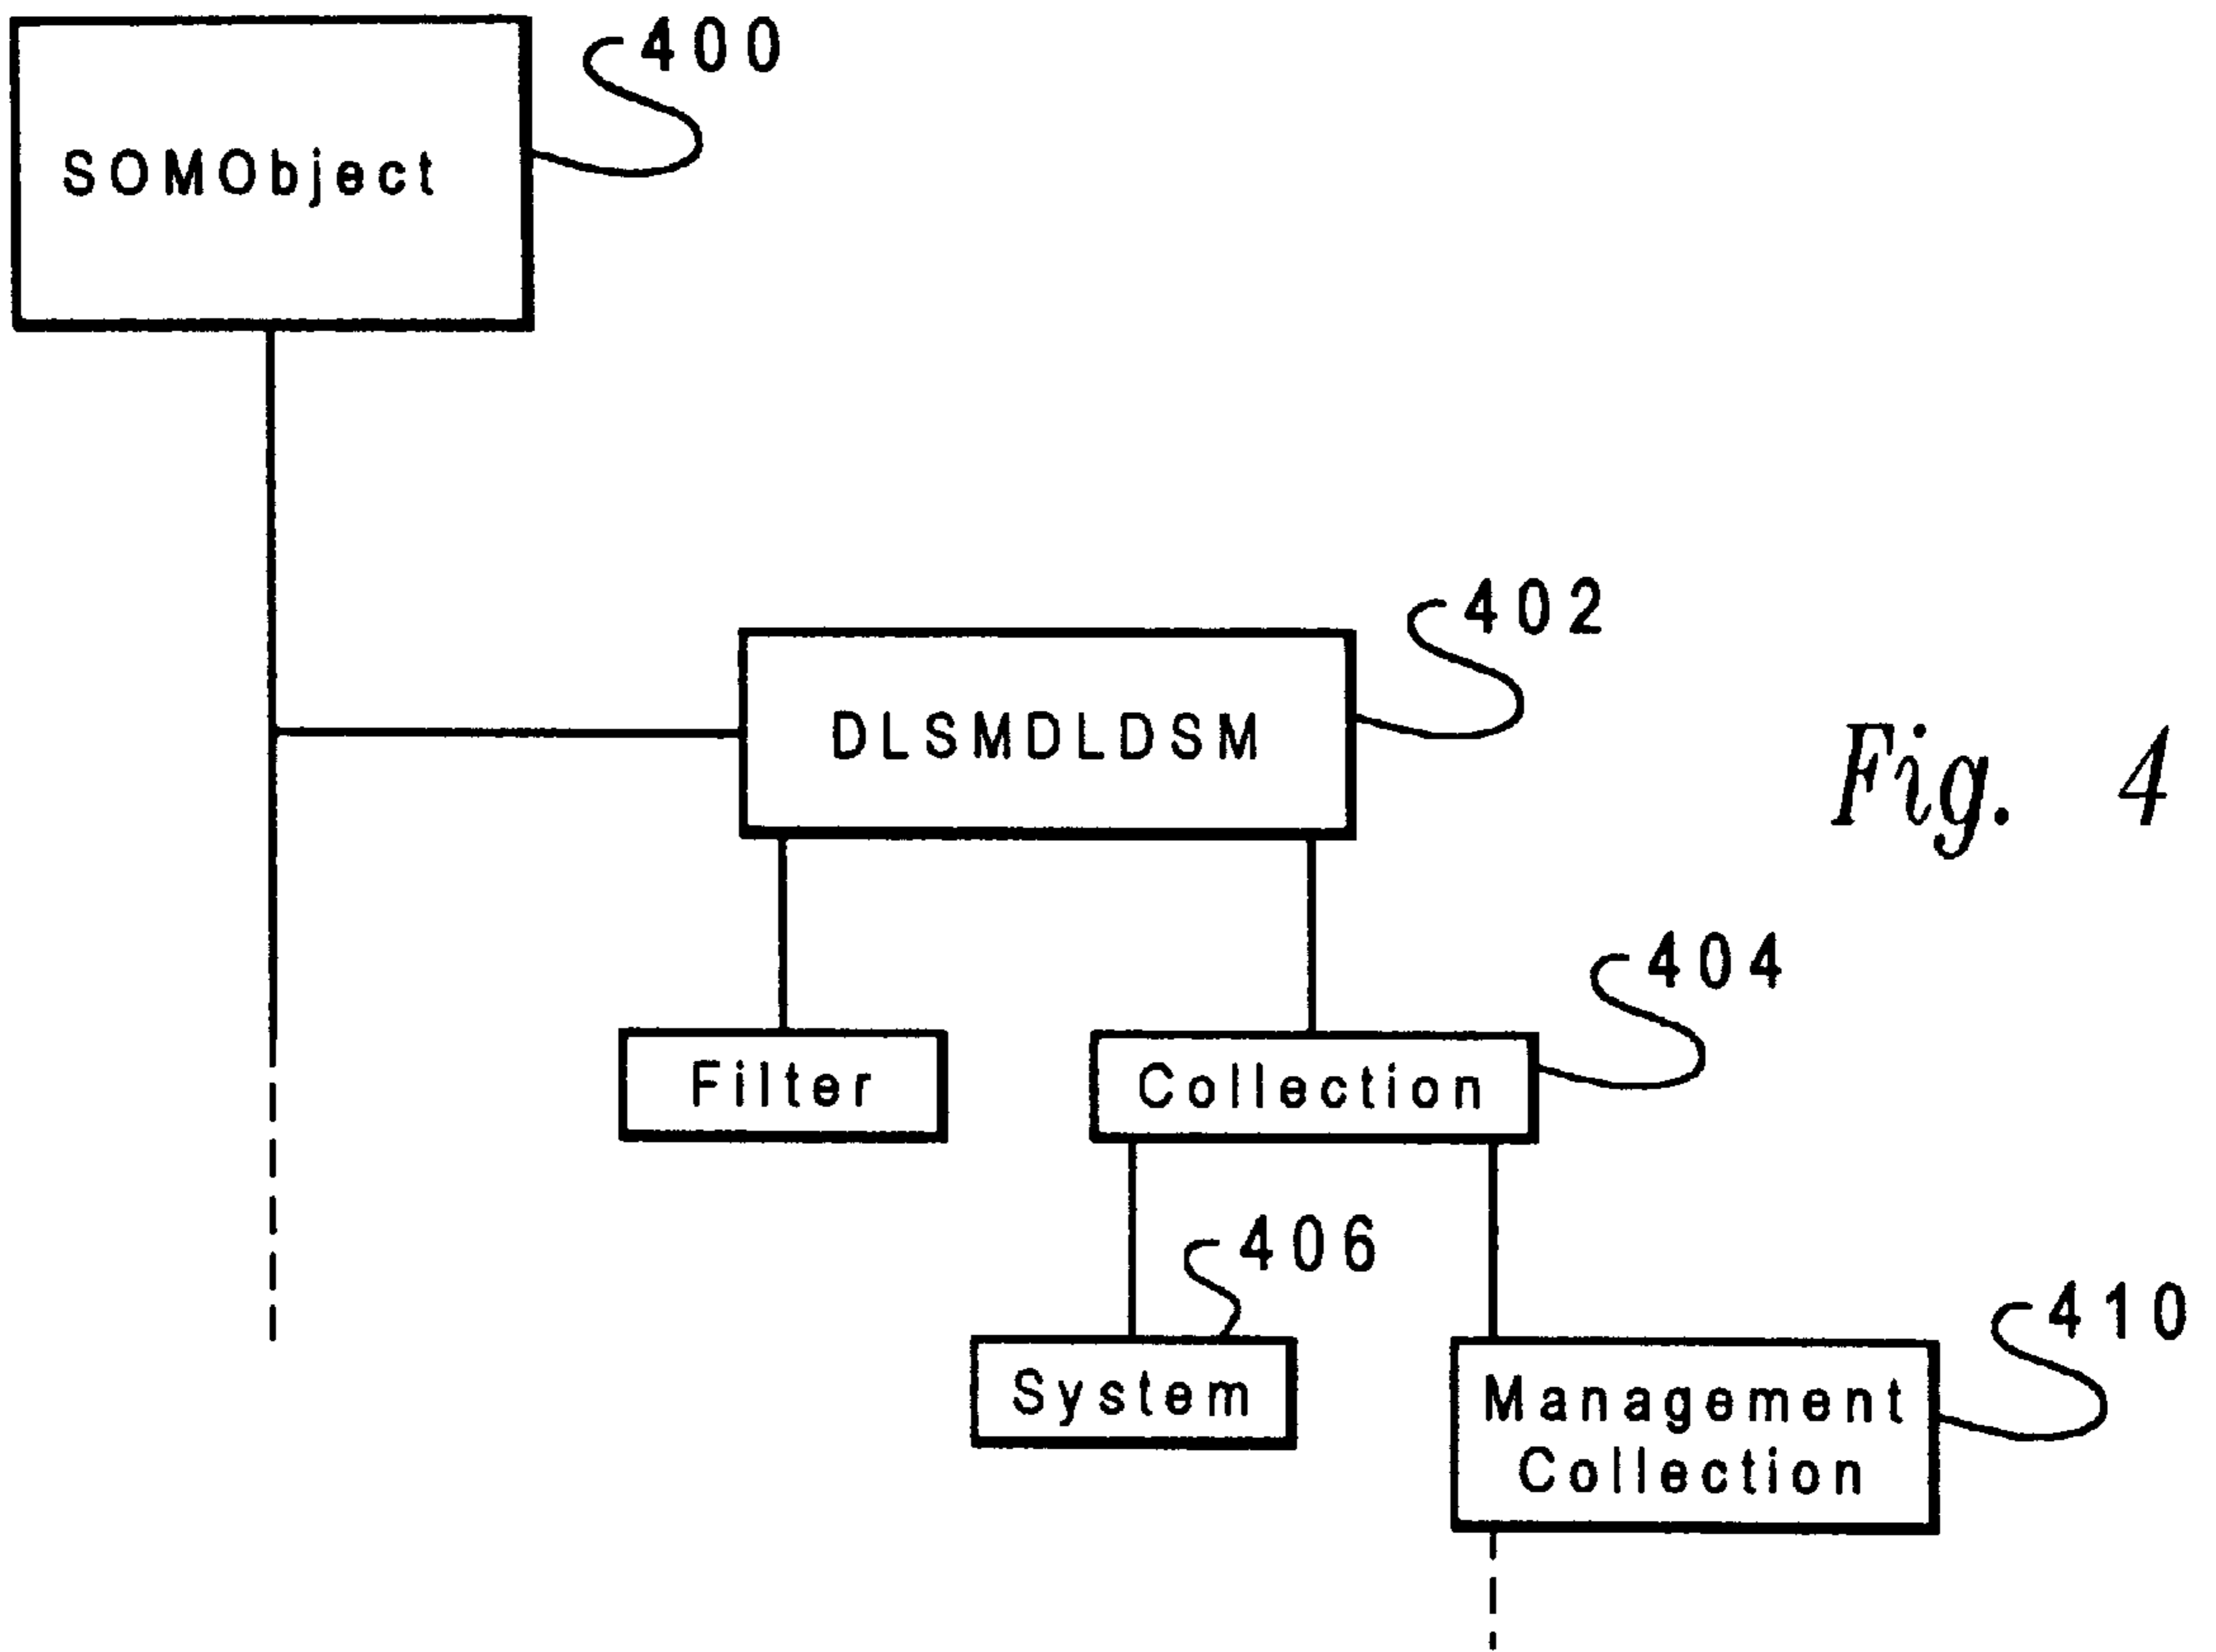 400
SOMObject
402
DLSMDLDSM
Fig. 4
404
Filter
Collection
406
410
System
Management
Collection